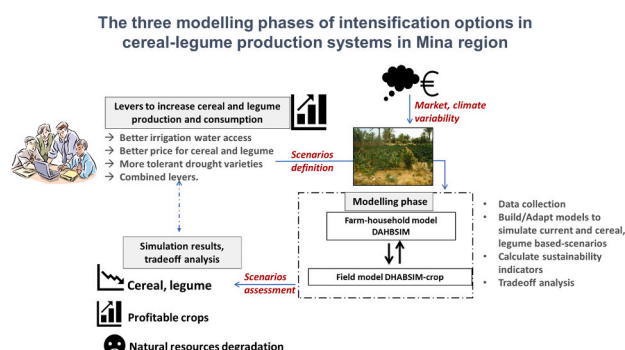 The three modelling phases of intensification options in
cereal-legume production systems in Mina region
Levers to increase cereal and legume
production and consumption
→ Better irrigation water access
→ Better price for cereal and legume
→ More tolerant drought varieties
→ Combined levers.
€
Market, climate
variability
Scenarios
definition
Modelling phase
Farm-household model
DAHBSIM
Field model DHABSIM-crop
• Data collection
• Build/Adapt models to
simulate current and cereal,
legume based-scenarios
• Calculate sustainability
indicators
• Tradeoff analysis
Simulation results,
tradeoff analysis
Scenarios
assessment
Cereal, legume
Profitable crops
Natural resources degradation